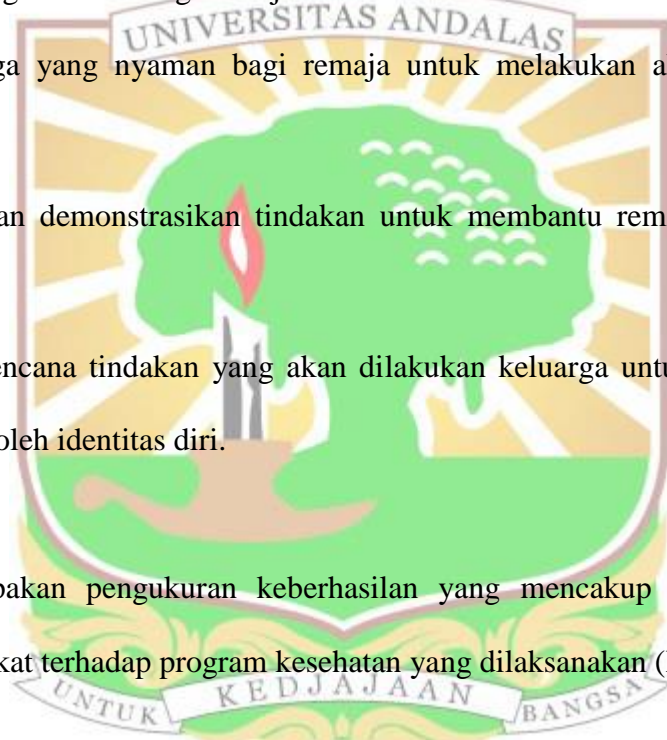 UNIVERSITAS ANDALAS
ga yang nyaman bagi remaja untuk melakukan a
an demonstrasikan tindakan untuk membantu rem
encana tindakan yang akan dilakukan keluarga untu
oleh identitas diri.
pakan pengukuran keberhasilan yang mencakup
kat terhadap program kesehatan yang dilaksanakan (
UNTUK KEDJAJAAN BANGSA